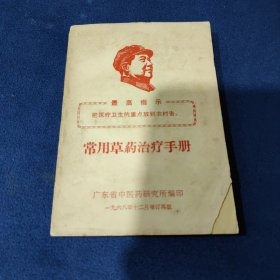 最高指示
把医疗卫生的重点放到农村去。
常用草药治疗手册
广东省中医药研究所编印
一九六八年十二月修订再版